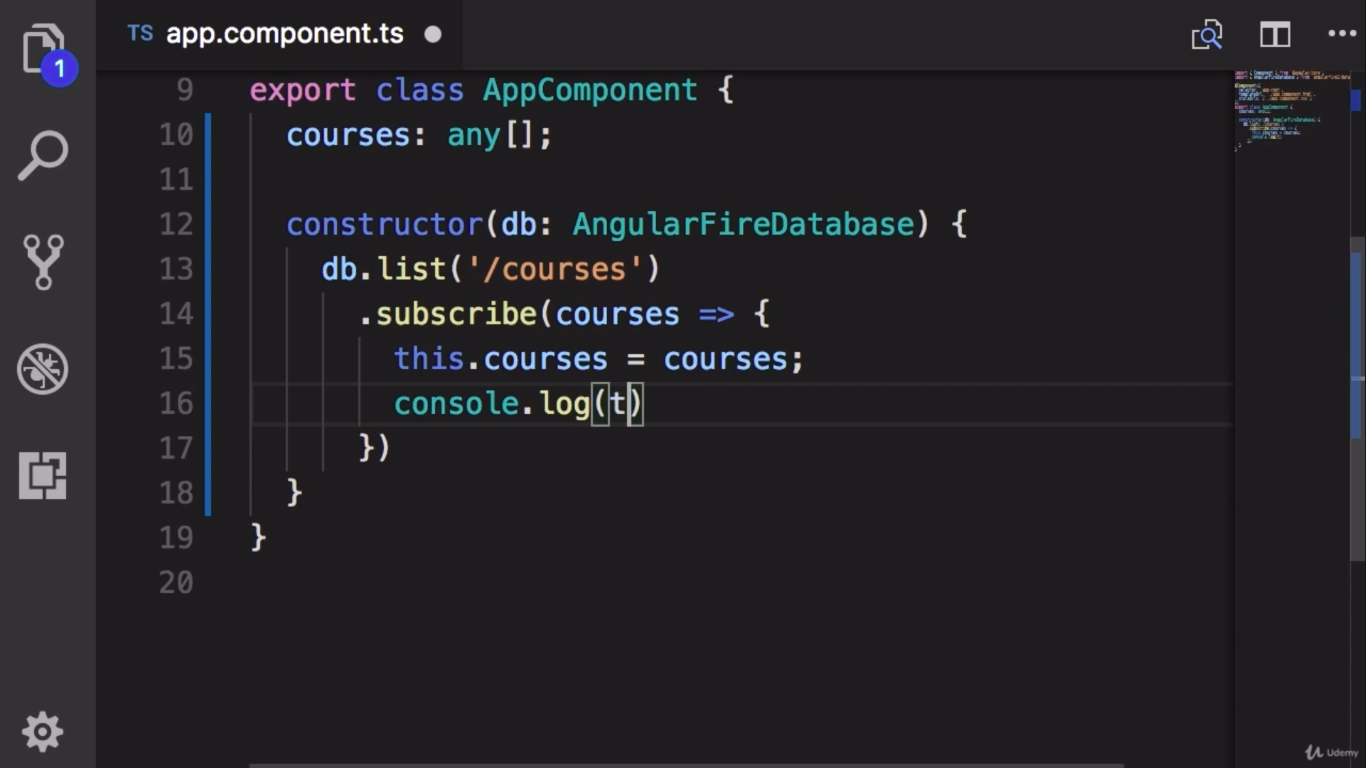 TS app.component.ts
1
9 export class AppComponent {
10 courses: any[];
11
12 constructor(db: AngularFireDatabase) {
13 db.list('/courses')
14 .subscribe(courses => {
15 this.courses = courses;
16 console.log(t)
17 })
18 }
19 }
20
Udemy